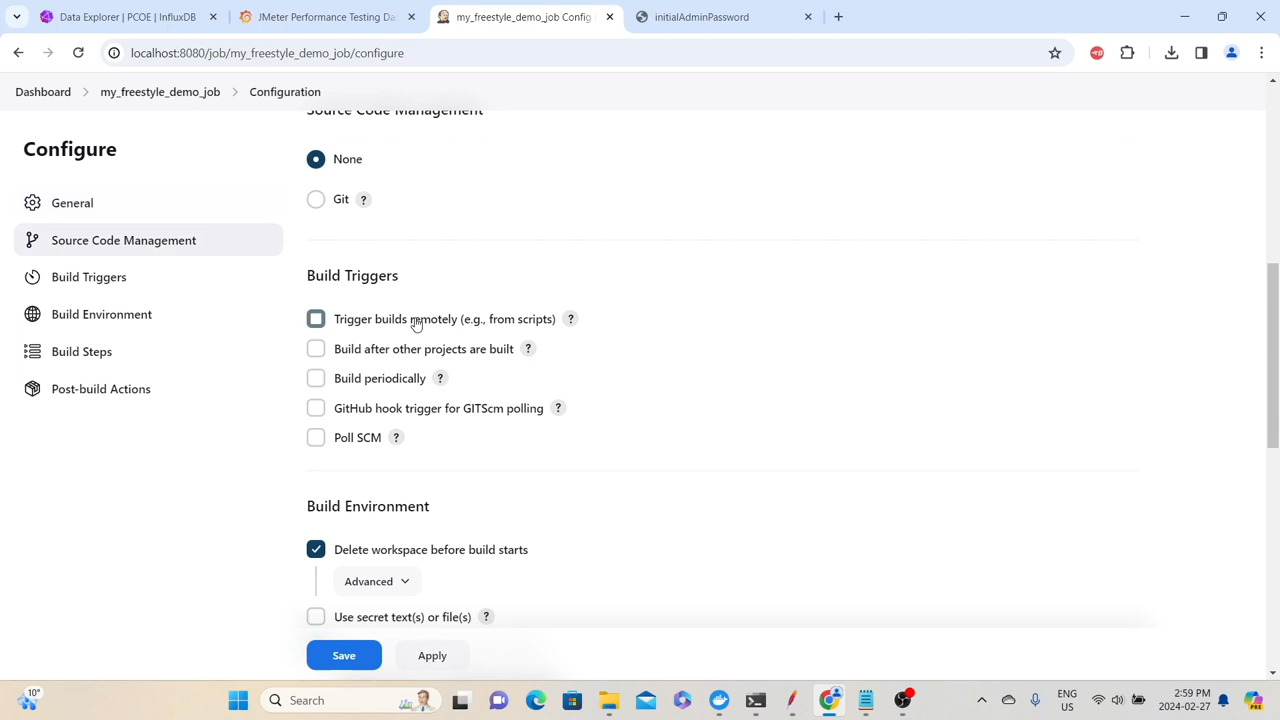 Data Explorer | PCOE | InfluxDB
JMeter Performance Testing Da
my_freestyle_demo_job Config
initialAdminPassword
localhost:8080/job/my_freestyle_demo_job/configure
Dashboard > my_freestyle_demo_job > Configuration
Configure
General
Source Code Management
Build Triggers
Build Environment
Build Steps
Post-build Actions
Source Code Management
None
Git ?
Build Triggers
Trigger builds remotely (e.g., from scripts) ?
Build after other projects are built ?
Build periodically ?
GitHub hook trigger for GITScm polling ?
Poll SCM ?
Build Environment
Delete workspace before build starts
Advanced
Use secret text(s) or file(s) ?
Save
Apply
10°
Search
ENG
US
2:59 PM
2024-02-27